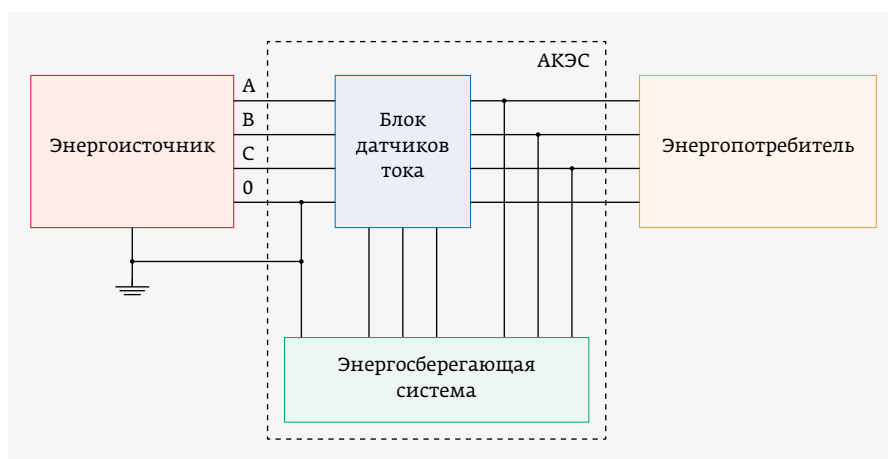 АКЭС
Энергоисточник
A
B
C
0
Блок
датчиков
тока
Энергопотребитель
Энергосберегающая
система